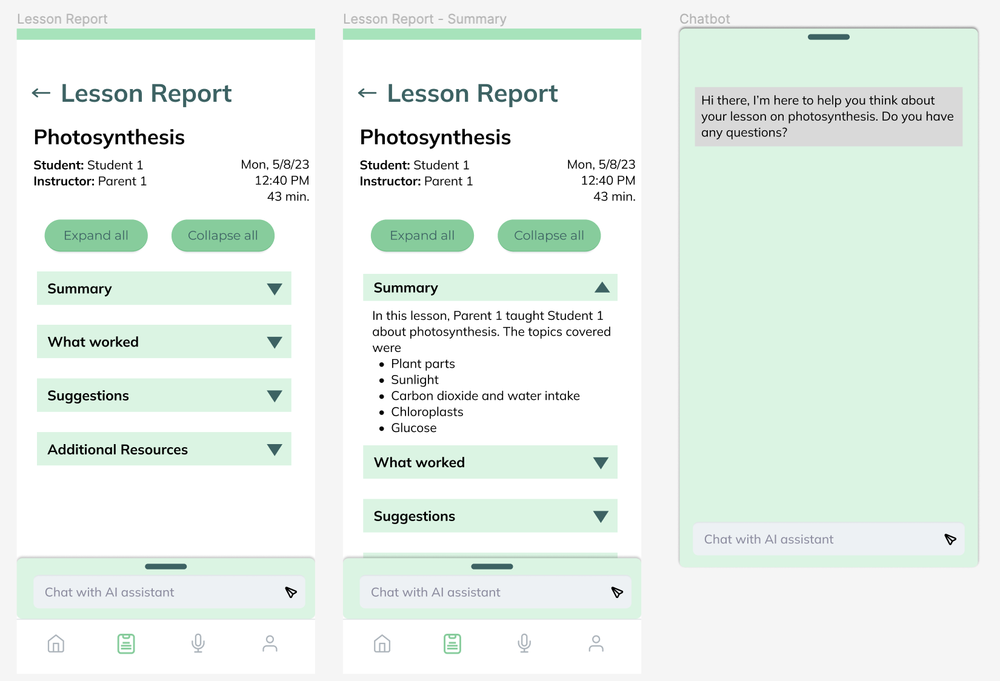 Lesson Report
Lesson Report
Photosynthesis
Student: Student 1
Instructor: Parent 1
Mon, 5/8/23
12:40 PM
43 min.
Expand all
Collapse all
Summary
What worked
Suggestions
Additional Resources
Chat with AI assistant
Lesson Report - Summary
Lesson Report
Photosynthesis
Student: Student 1
Instructor: Parent 1
Mon, 5/8/23
12:40 PM
43 min.
Expand all
Collapse all
Summary
In this lesson, Parent 1 taught Student 1
about photosynthesis. The topics covered
were
• Plant parts
• Sunlight
• Carbon dioxide and water intake
• Chloroplasts
• Glucose
What worked
Suggestions
Chat with AI assistant
Chatbot
Hi there, I’m here to help you think about
your lesson on photosynthesis. Do you have
any questions?
Chat with AI assistant